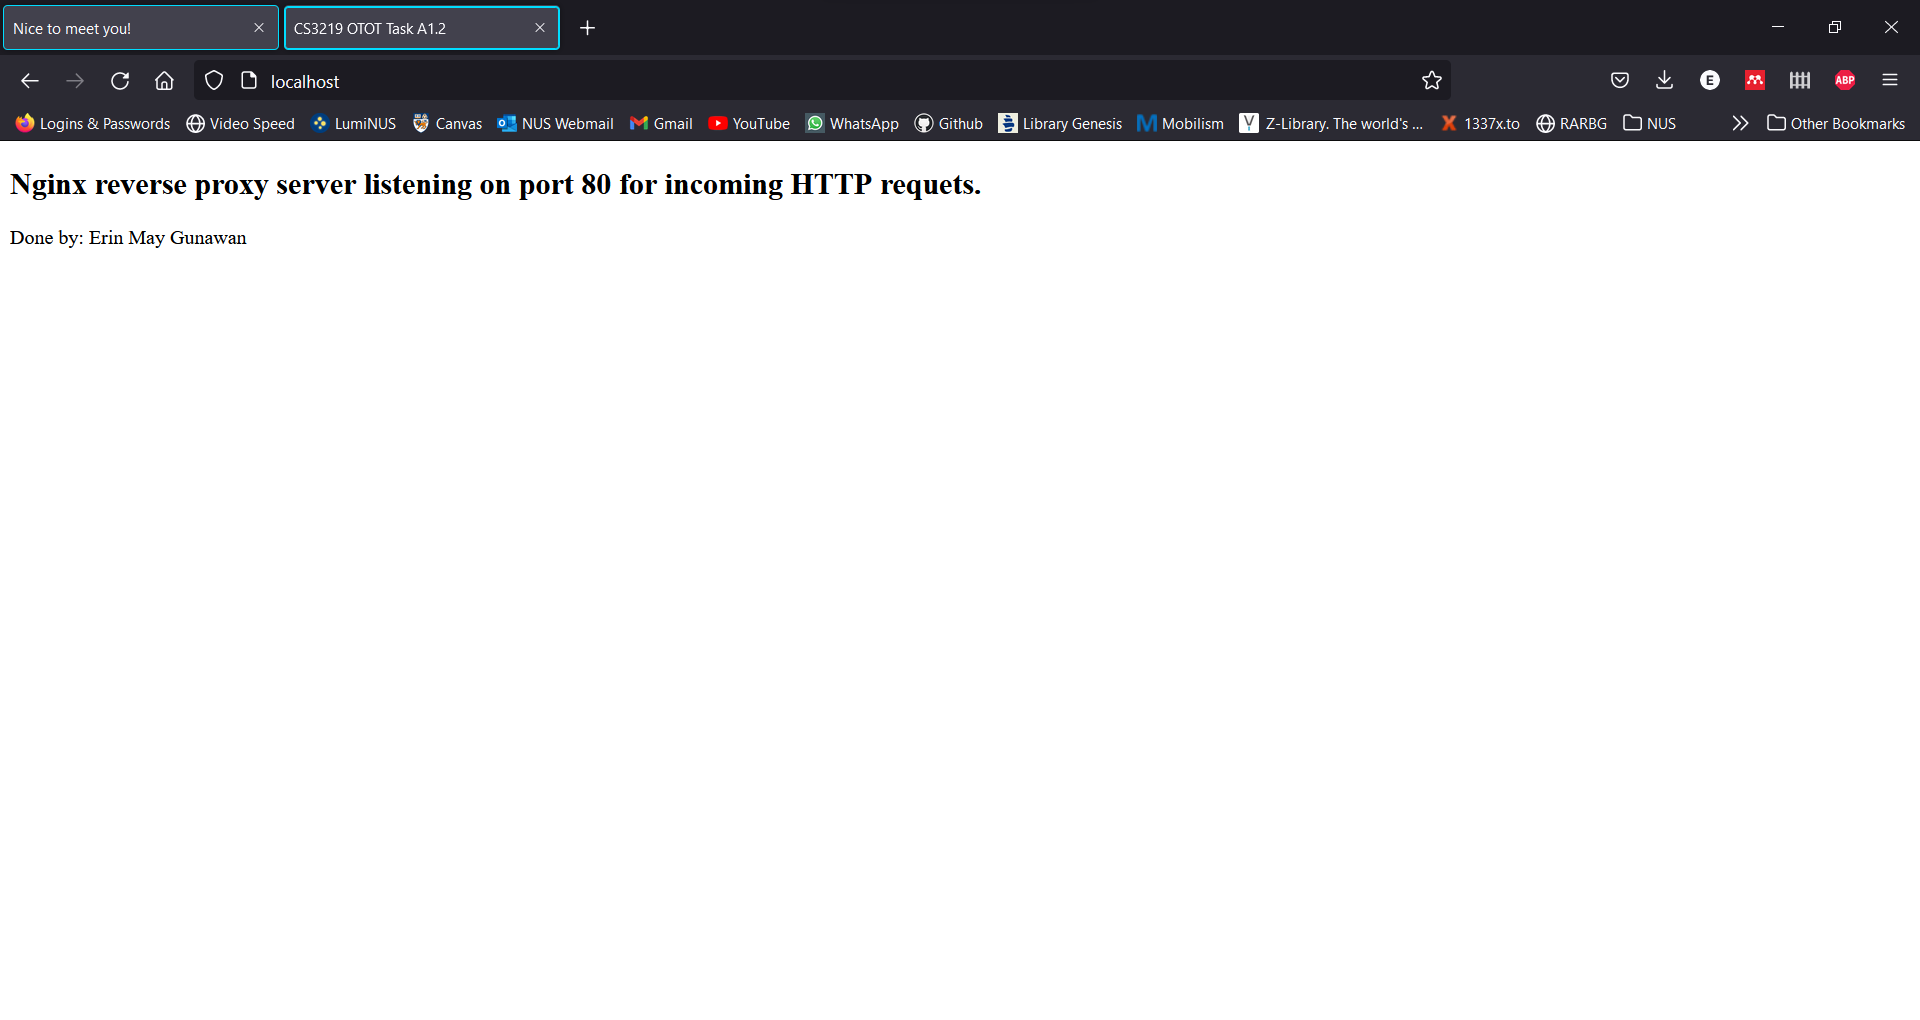 Nice to meet you!
CS3219 OTOT Task A1.2
localhost
E
ABP
Logins & Passwords Video Speed LumiNUS Canvas NUS Webmail Gmail YouTube WhatsApp Github Library Genesis Mobilism Z-Library. The world's ... 1337x.to RARBG NUS Other Bookmarks
Nginx reverse proxy server listening on port 80 for incoming HTTP requets.
Done by: Erin May Gunawan